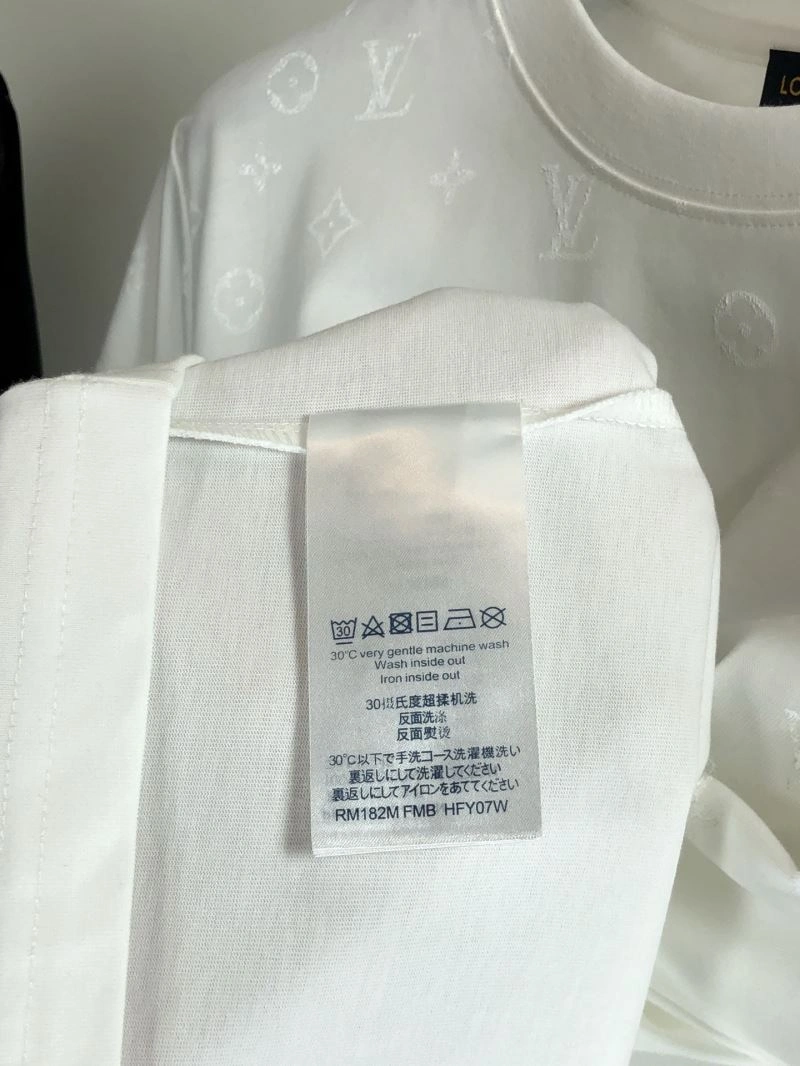 LV
LO
LV
30
30°C very gentle machine wash
Wash inside out
Iron inside out
30摄氏度超揉机洗
反面洗涤
反面熨烫
30°C以下で手洗コース洗濯機洗い
裏返しにして洗濯してください
裏返しにしてアイロンをあててください
RM182M FMB HFY07W